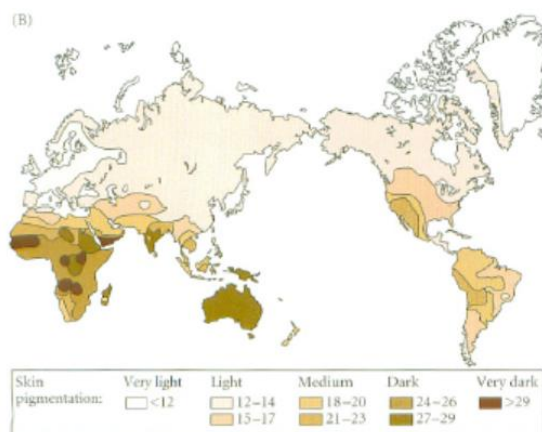 (B)
Skin Very light Light Medium Dark Very dark
pigmentation: <12 12–14 18–20 24–26 >29
15–17 21–23 27–29